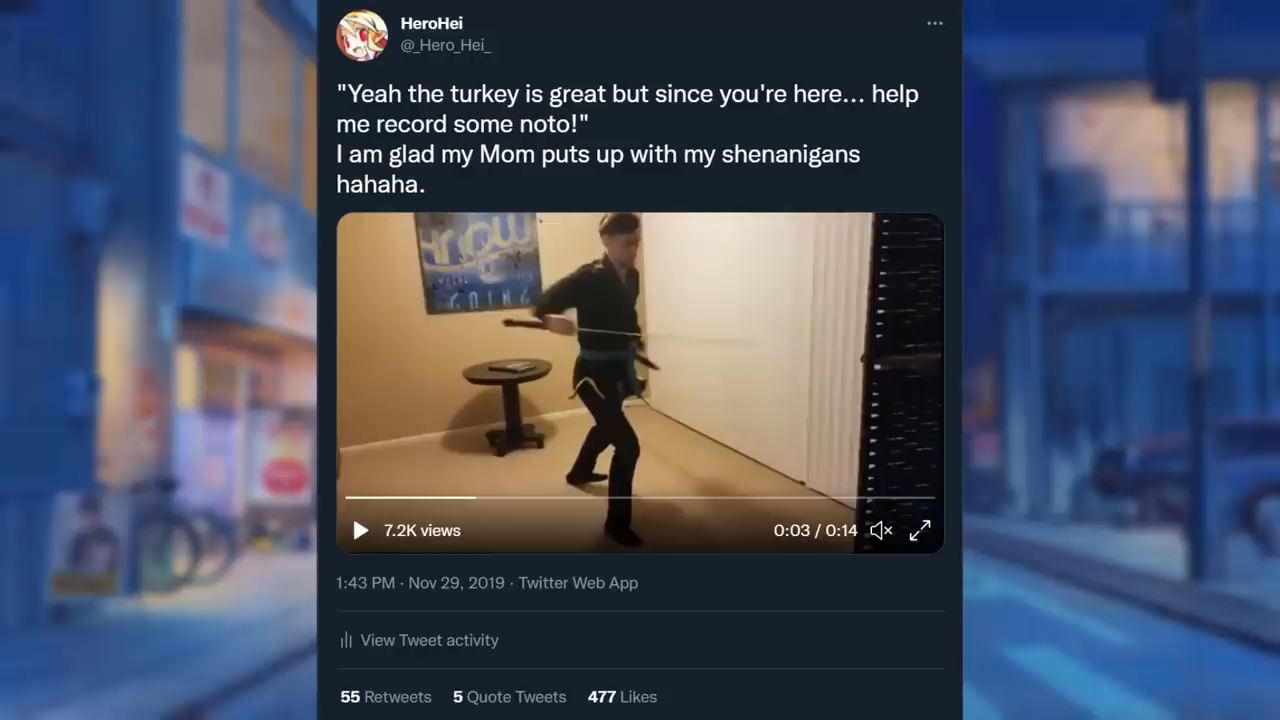 HeroHei
@_Hero_Hei_
"Yeah the turkey is great but since you're here... help
me record some noto!"
I am glad my Mom puts up with my shenanigans
hahaha.
KNOW
GOING
7.2K views
0:03 / 0:14
1:43 PM · Nov 29, 2019 · Twitter Web App
View Tweet activity
55 Retweets 5 Quote Tweets 477 Likes